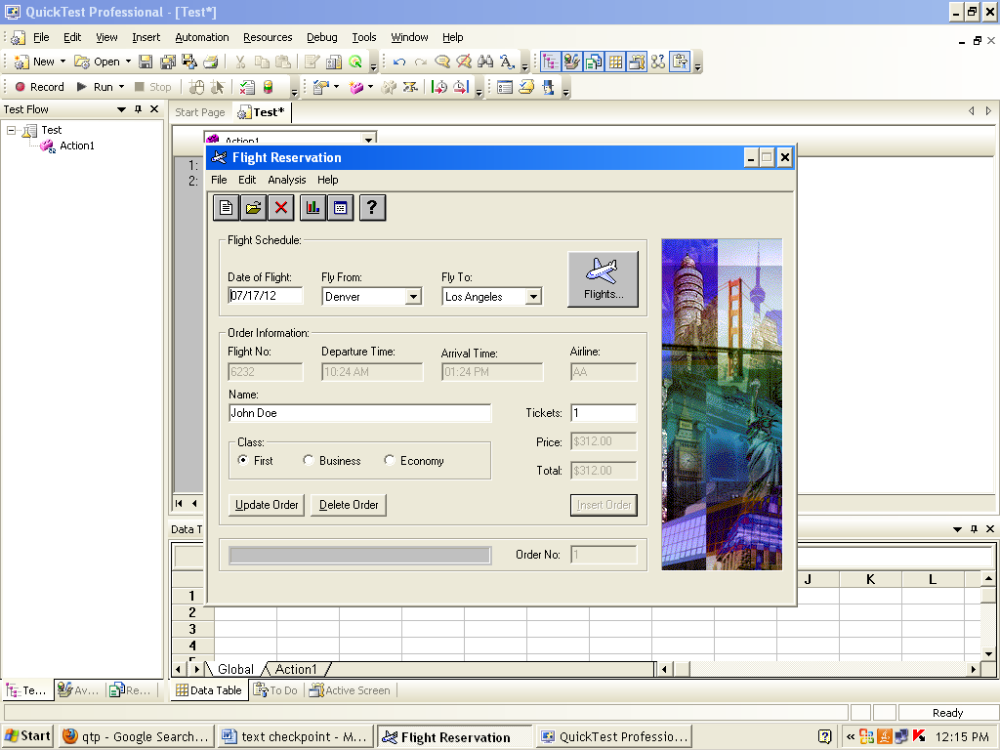 QuickTest Professional - [Test*]
File Edit View Insert Automation Resources Debug Tools Window Help
New Open
Record Run Stop
Test Flow
Start Page Test*
Test
Action1
Action1
1:
2:
Flight Reservation
File Edit Analysis Help
Flight Schedule:
Date of Flight: Fly From: Fly To:
07/17/12 Denver Los Angeles Flights...
Order Information:
Flight No: Departure Time: Arrival Time: Airline:
6232 10:24 AM 01:24 PM AA
Name:
John Doe Tickets: 1
Class: Price: $312.00
First Business Economy
Total: $312.00
Update Order Delete Order Insert Order
Order No: 1
Data T
J K L
1
2
3
4
5
Global Action1
Te... Av... Re... Data Table To Do Active Screen
Ready
Start qtp - Google Search... text checkpoint - M... Flight Reservation QuickTest Professio... 12:15 PM